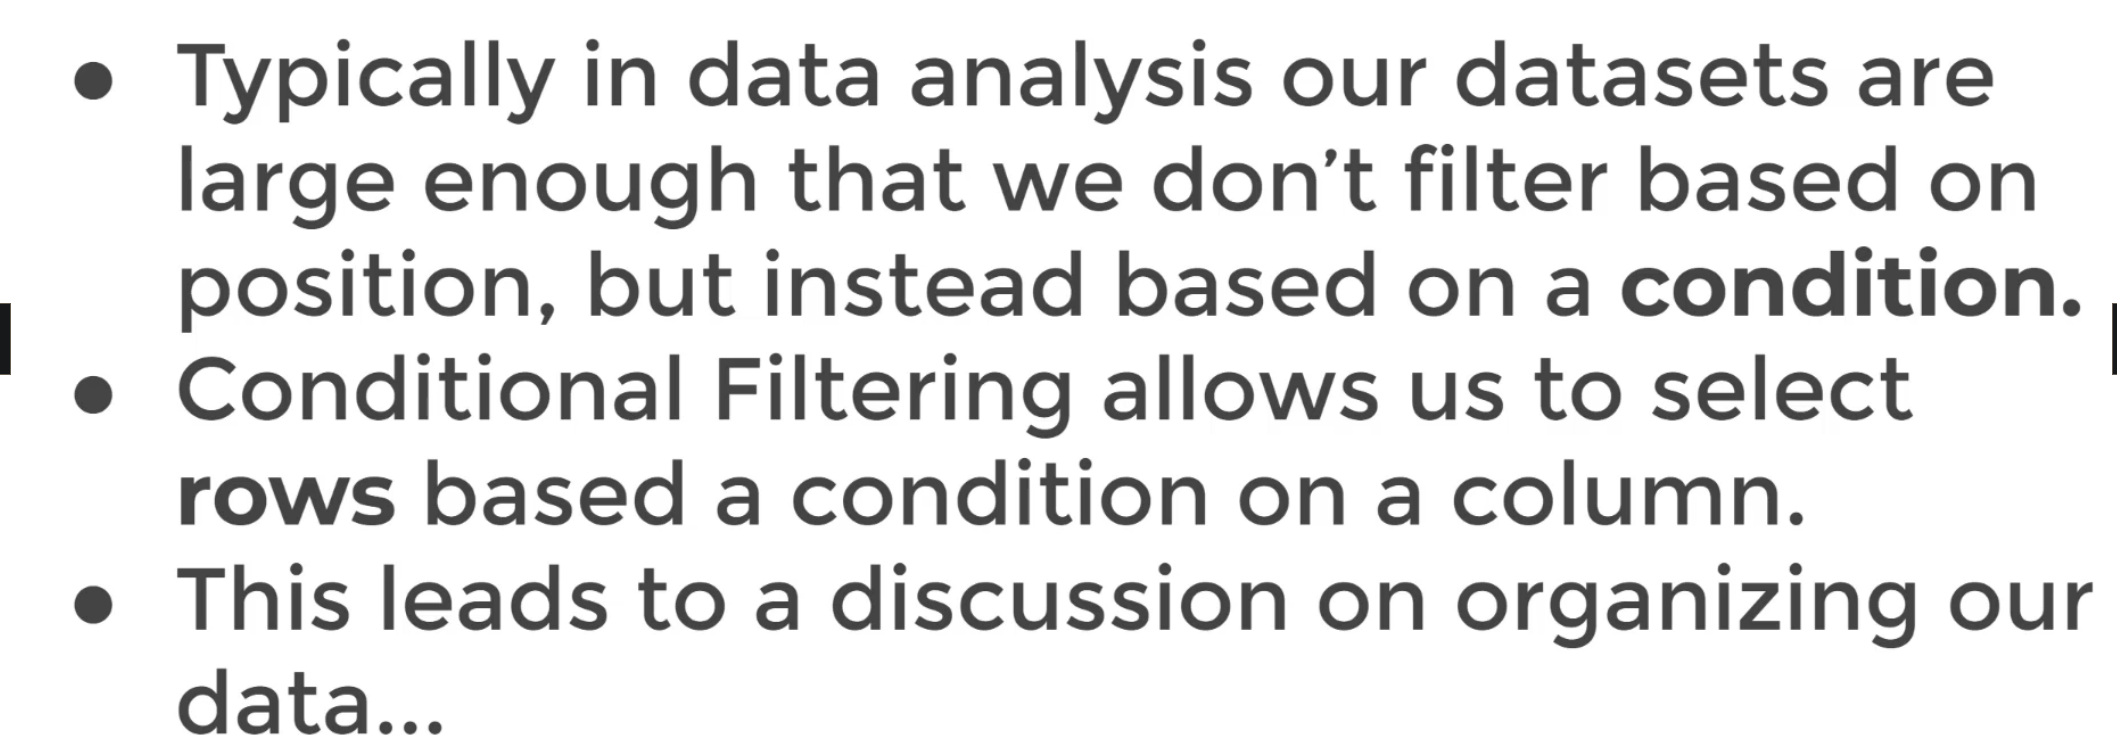 ● Typically in data analysis our datasets are
large enough that we don’t filter based on
position, but instead based on a condition.
● Conditional Filtering allows us to select
rows based a condition on a column.
● This leads to a discussion on organizing our
data...